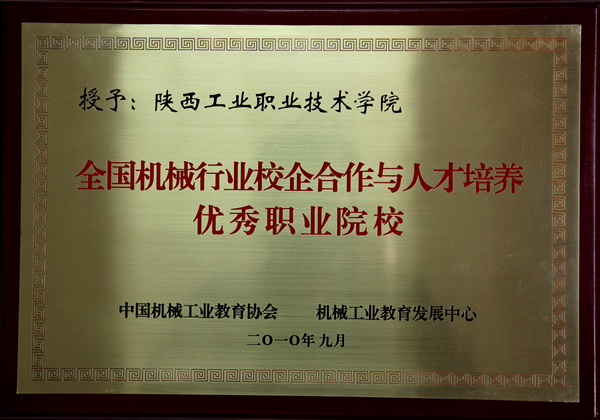 授予：陕西工业职业技术学院
全国机械行业校企合作与人才培养
优秀职业院校
中国机械工业教育协会 机械工业教育发展中心
二〇一〇年九月